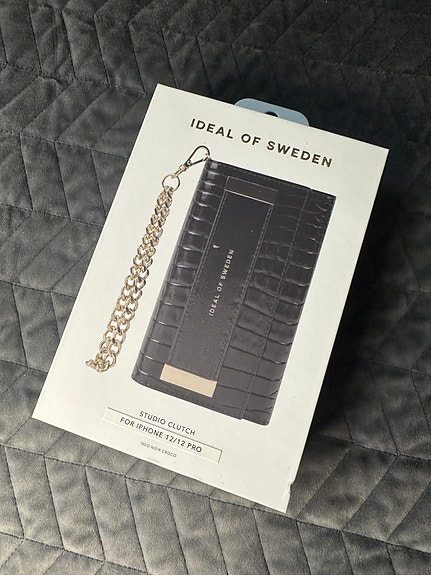 IDEAL OF SWEDEN
IDEAL OF SWEDEN
STUDIO CLUTCH
FOR IPHONE 12/12 PRO
NEO NOIR CROCO